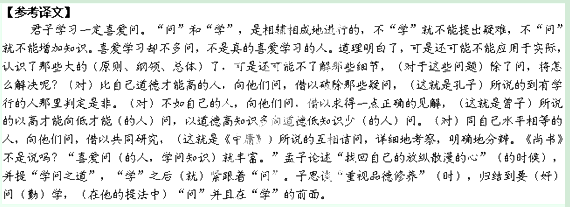 【参考译文】
君子学习一定喜爱问。“问”和“学”，是相辅相成地进行的，不“学”就不能提出疑难，不“问”
就不能增加知识。喜爱学习却不多问，不是真的喜爱学习的人。道理明白了，可是还可能不能应用于实际，
认识了那些大的（原则、纲领、总体）了，可是还可能不了解那些细节，（对于这些问题）除了问，将怎
么解决呢？（对）比自己道德才能高的人，向他们问，借以破除那些疑问，（这就是孔子）所说的到有学
行的人那里判定是非。（对）不如自己的人，向他们问，借以求得一点正确的见解，（这就是曾子）所说
的以高才能向低才能（的人）问，以道德高知识多向道德低知识少（的人）问。（对）同自己水平相等的
人，向他们问，借以共同研究，（这就是《中庸》）所说的互相诘问，详细地考察，明确地分辨。《尚书》
不是说吗？“喜爱问（的人，学问知识）就丰富。”孟子论述“找回自己的放纵散漫的心”（的时候），
并提“学问之道”，“学”之后（就）紧跟着“问”。子思谈“重视品德修养”（时），归结到要（好）
问（勤）学，（在他的提法中）“问”并且在“学”的前面。